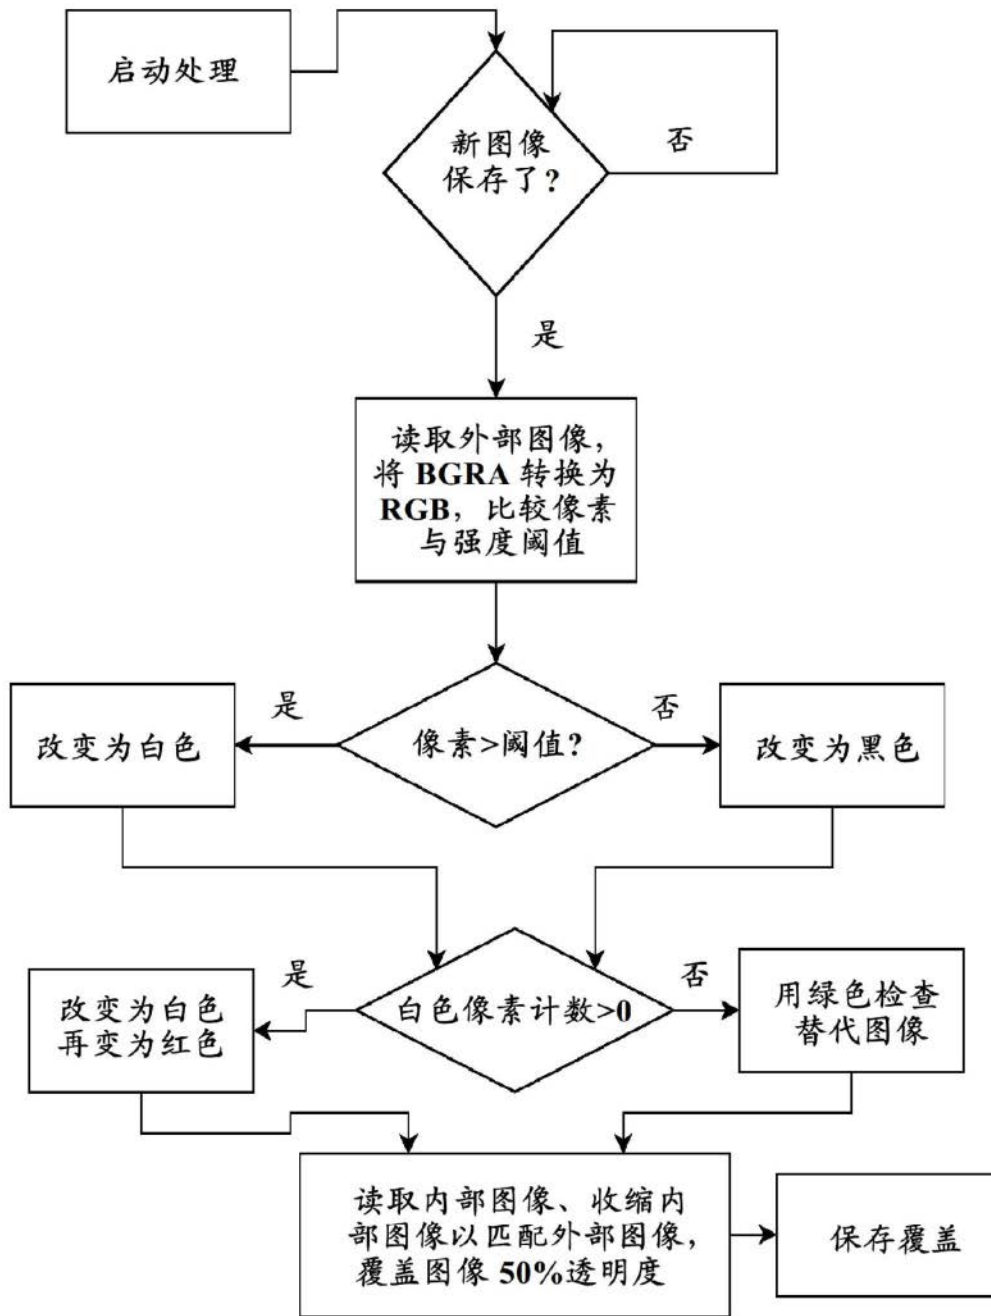 启动处理
新图像
保存了?
否
是
读取外部图像，
将 BGRA 转换为
RGB，比较像素
与强度阈值
是
像素>阈值?
否
改变为白色
改变为黑色
是
白色像素计数>0
否
改变为白色
再变为红色
用绿色检查
替代图像
读取内部图像、收缩内
部图像以匹配外部图像，
覆盖图像 50%透明度
保存覆盖